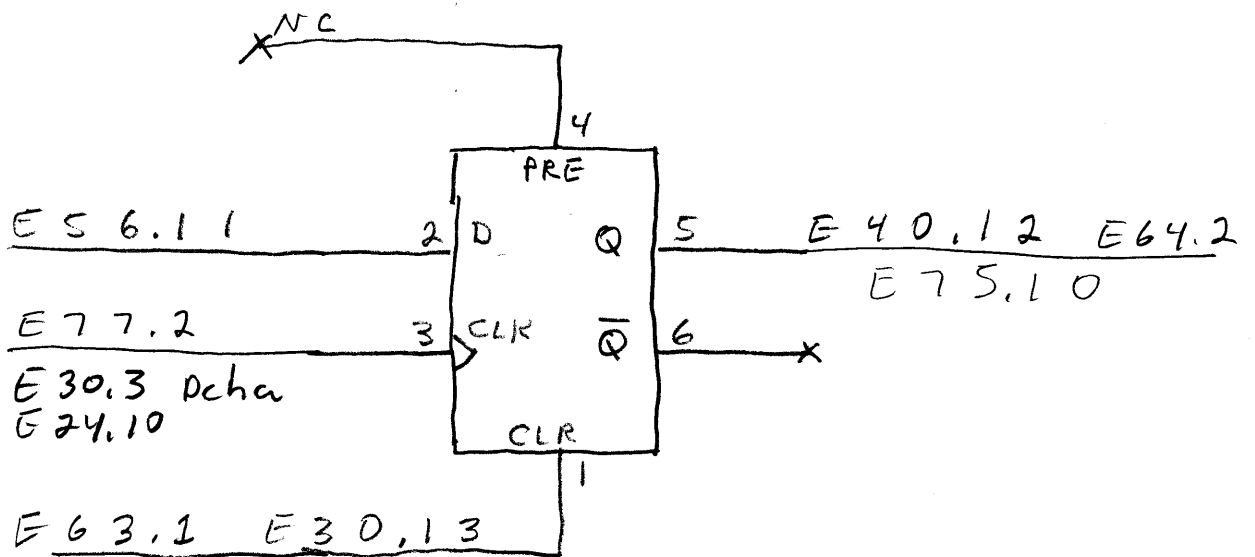 NC
4
PRE
E56.11 2 D Q 5 E40.12 E64.2
E75.10
E77.2 3 CLK Q̅ 6
E30.3 Dcha
E24.10
CLR
1
E63.1 E30.13